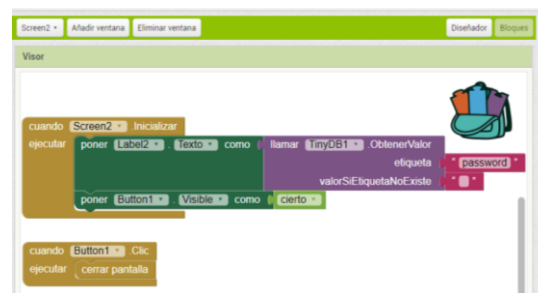 Screen2 Añadir ventana Eliminar ventana Diseñador Bloques
Visor
cuando Screen2 . Inicializar
ejecutar poner Label2 . Texto como llamar TinyDB1 .ObtenerValor
etiqueta " password "
valorSiEtiquetaNoExiste " "
poner Button1 . Visible como cierto
cuando Button1 .Clic
ejecutar cerrar pantalla